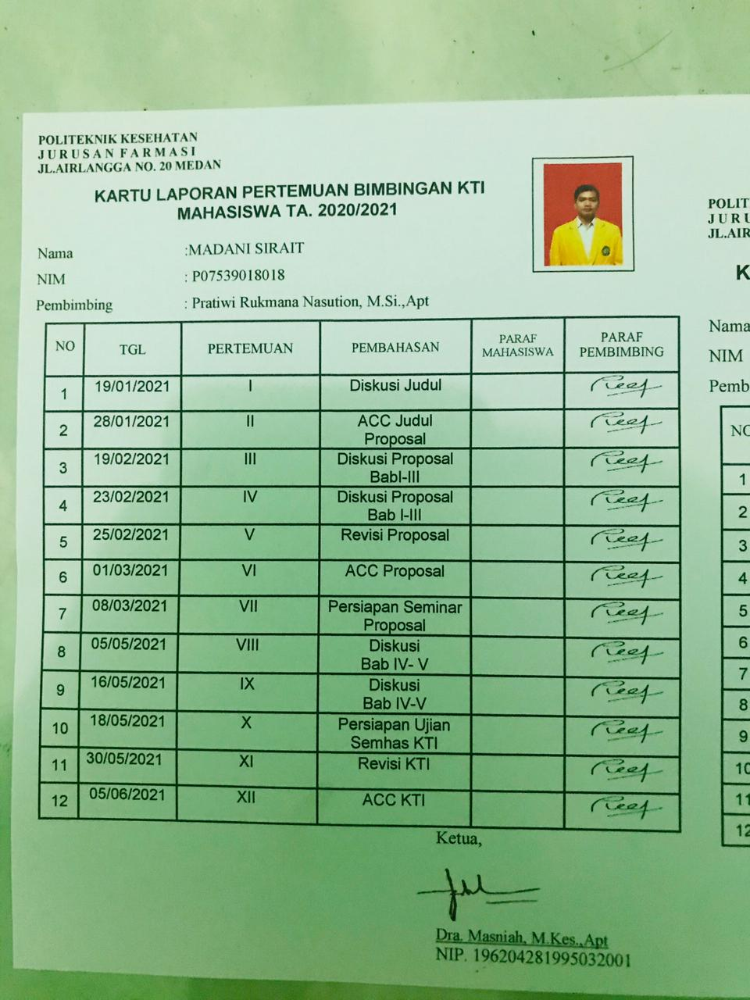 POLITEKNIK KESEHATAN
JURUSAN FARMASI
JL.AIRLANGGA NO. 20 MEDAN
KARTU LAPORAN PERTEMUAN BIMBINGAN KTI
MAHASISWA TA. 2020/2021
Nama :MADANI SIRAIT
NIM : P07539018018
Pembimbing : Pratiwi Rukmana Nasution, M.Si.,Apt
NO TGL PERTEMUAN PEMBAHASAN PARAF MAHASISWA PARAF PEMBIMBING
1 19/01/2021 I Diskusi Judul
2 28/01/2021 II ACC Judul
Proposal
3 19/02/2021 III Diskusi Proposal
BabI-III
4 23/02/2021 IV Diskusi Proposal
Bab I-III
5 25/02/2021 V Revisi Proposal
6 01/03/2021 VI ACC Proposal
7 08/03/2021 VII Persiapan Seminar
Proposal
8 05/05/2021 VIII Diskusi
Bab IV- V
9 16/05/2021 IX Diskusi
Bab IV-V
10 18/05/2021 X Persiapan Ujian
Semhas KTI
11 30/05/2021 XI Revisi KTI
12 05/06/2021 XII ACC KTI
Ketua,
Dra. Masniah, M.Kes.,Apt
NIP. 196204281995032001
POLIT
JURU
JL.AIR
K
Nama
NIM
Pemb
NO
1
2
3
4
5
6
7
8
9
10
11
12